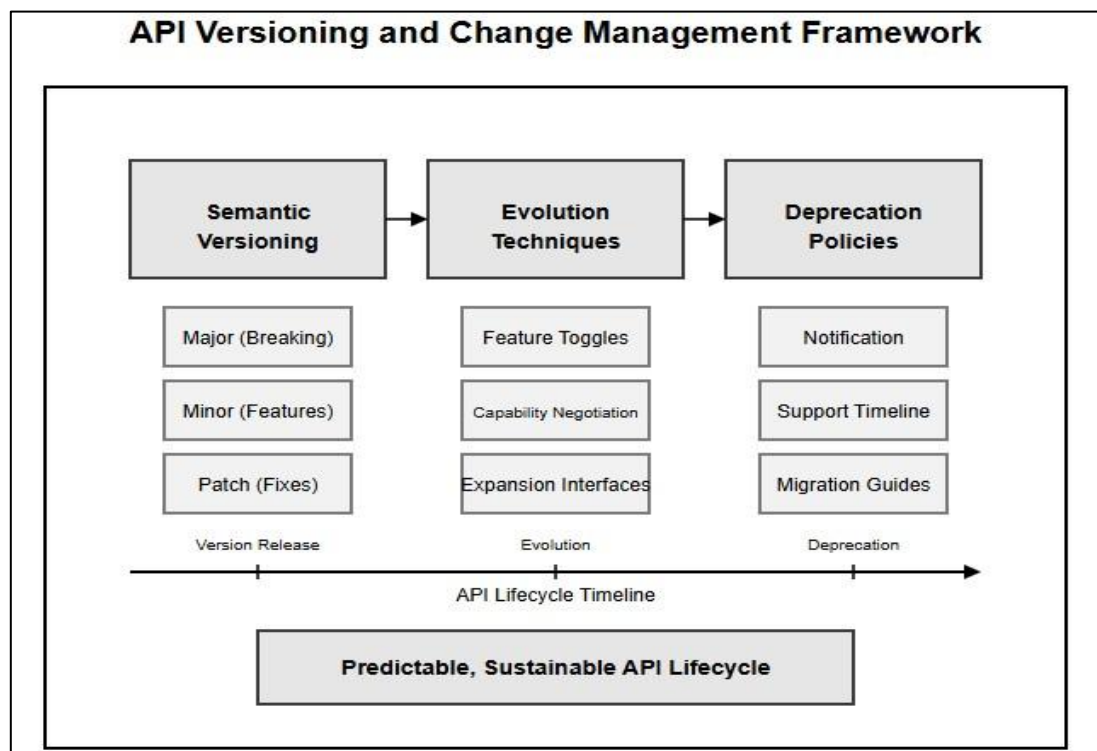 API Versioning and Change Management Framework
Semantic
Versioning
Evolution
Techniques
Deprecation
Policies
Major (Breaking)
Feature Toggles
Notification
Minor (Features)
Capability Negotiation
Support Timeline
Patch (Fixes)
Expansion Interfaces
Migration Guides
Version Release
Evolution
Deprecation
API Lifecycle Timeline
Predictable, Sustainable API Lifecycle